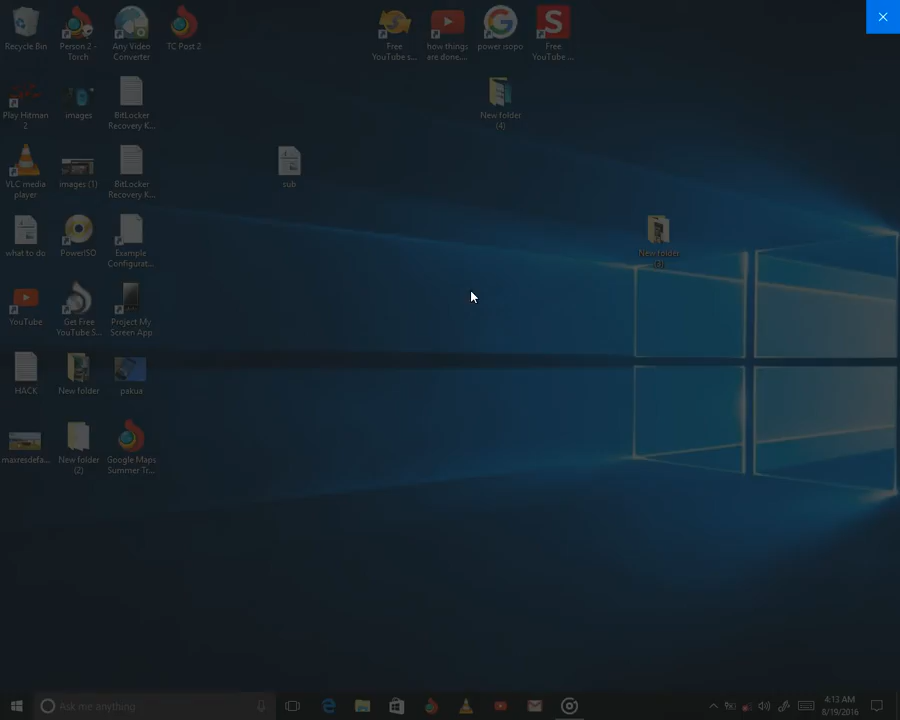 Recycle Bin
Person 2 -
Torch
Any Video
Converter
TC Post 2
Free
YouTube s...
how things
are done....
power isopo
Free
YouTube ...
Play Hitman
2
images
BitLocker
Recovery K...
New folder
(4)
VLC media
player
images (1)
BitLocker
Recovery K...
sub
what to do
PowerISO
Example
Configurat...
New folder
(3)
YouTube
Get Free
YouTube S...
Project My
Screen App
HACK
New folder
pakua
maxresdefa...
New folder
(2)
Google Maps
Summer Tr...
Ask me anything
4:13 AM
8/19/2016